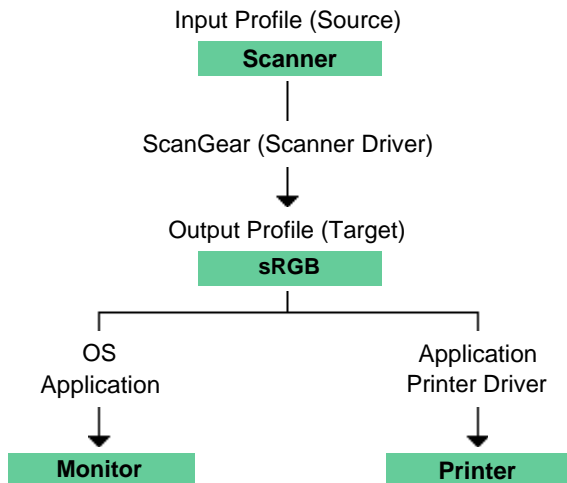 Input Profile (Source)
Scanner
ScanGear (Scanner Driver)
Output Profile (Target)
sRGB
OS
Application
Application
Printer Driver
Monitor
Printer